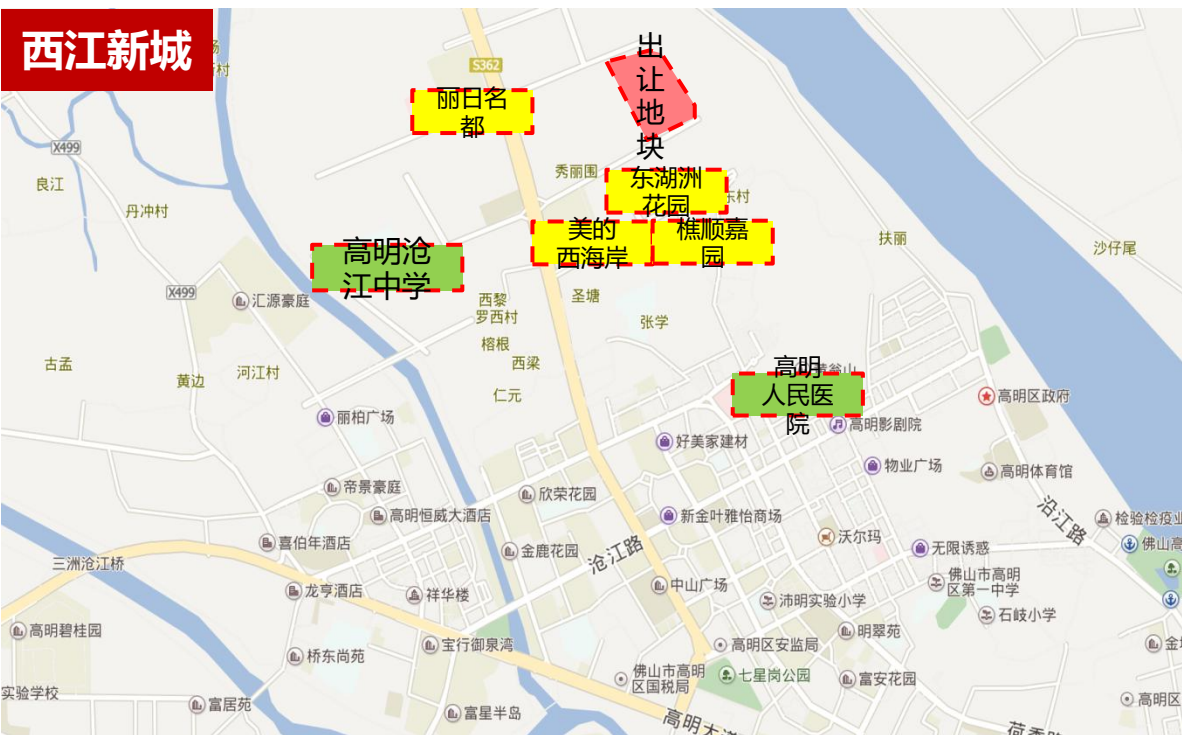 西江新城
村
S362
出
让
地
块
丽日名
都
X499
秀丽围
良江
丹冲村
东湖洲
花园
东村
美的
西海岸
樵顺嘉
园
扶丽
沙仔尾
高明沧
江中学
X499
汇源豪庭
西黎
罗西村
圣塘
张学
榕根
西梁
古孟
黄边
河江村
仁元
高明
人民医
院
高明区政府
丽柏广场
高明影剧院
好美家建材
物业广场
高明体育馆
帝景豪庭
欣荣花园
高明恒威大酒店
新金叶雅怡商场
沿江路
检验检疫业
喜伯年酒店
金鹿花园
沧江路
沃尔玛
无限诱惑
佛山高
三洲沧江桥
龙亨酒店
祥华楼
中山广场
沛明实验小学
佛山市高明
区第一中学
石岐小学
高明碧桂园
宝行御泉湾
高明区安监局
明翠苑
桥东尚苑
佛山市高明
区国税局
七星岗公园
富安花园
实验学校
富居苑
富星半岛
高明大道
高明区
荷香路